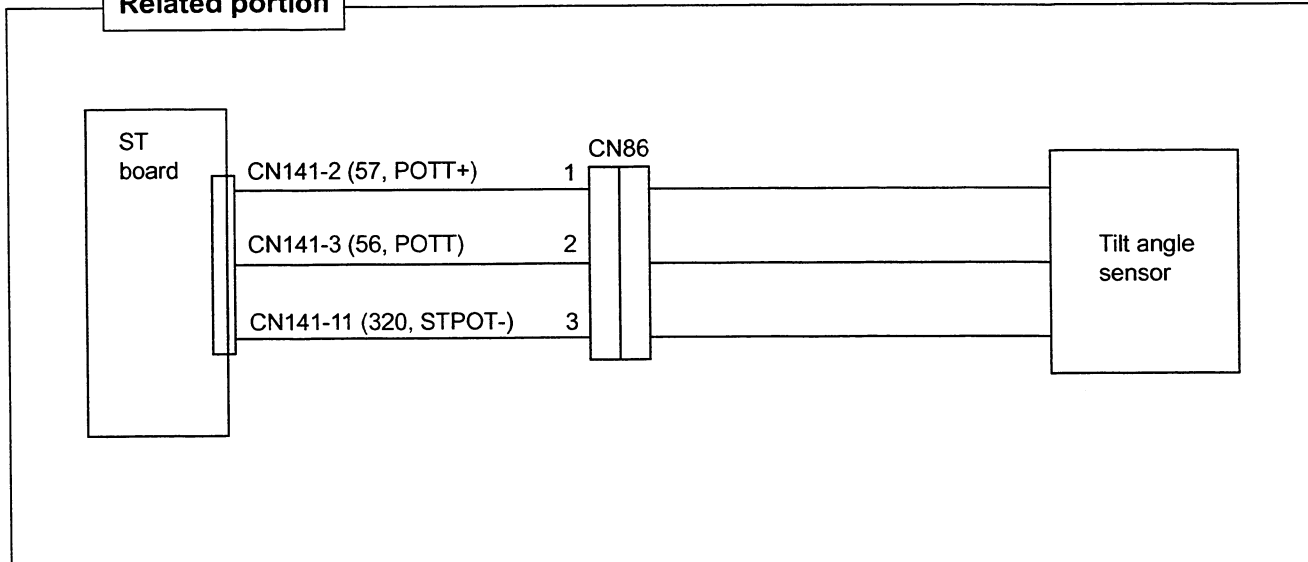 Related portion
ST
board
CN141-2 (57, POTT+)
1
CN86
CN141-3 (56, POTT)
2
CN141-11 (320, STPOT-)
3
Tilt angle
sensor